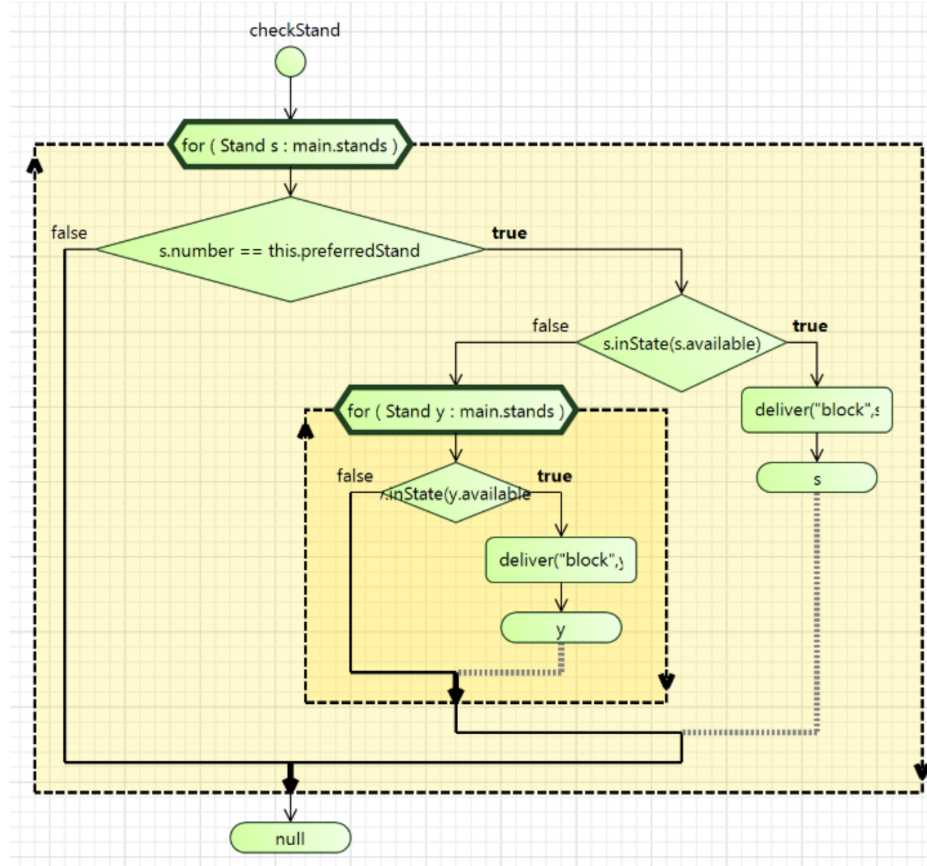 checkStand
for ( Stand s : main.stands )
false
true
s.number == this.preferredStand
false
true
s.inState(s.available)
for ( Stand y : main.stands )
deliver("block",s
false
true
s
.inState(y.available
deliver("block",y
y
null